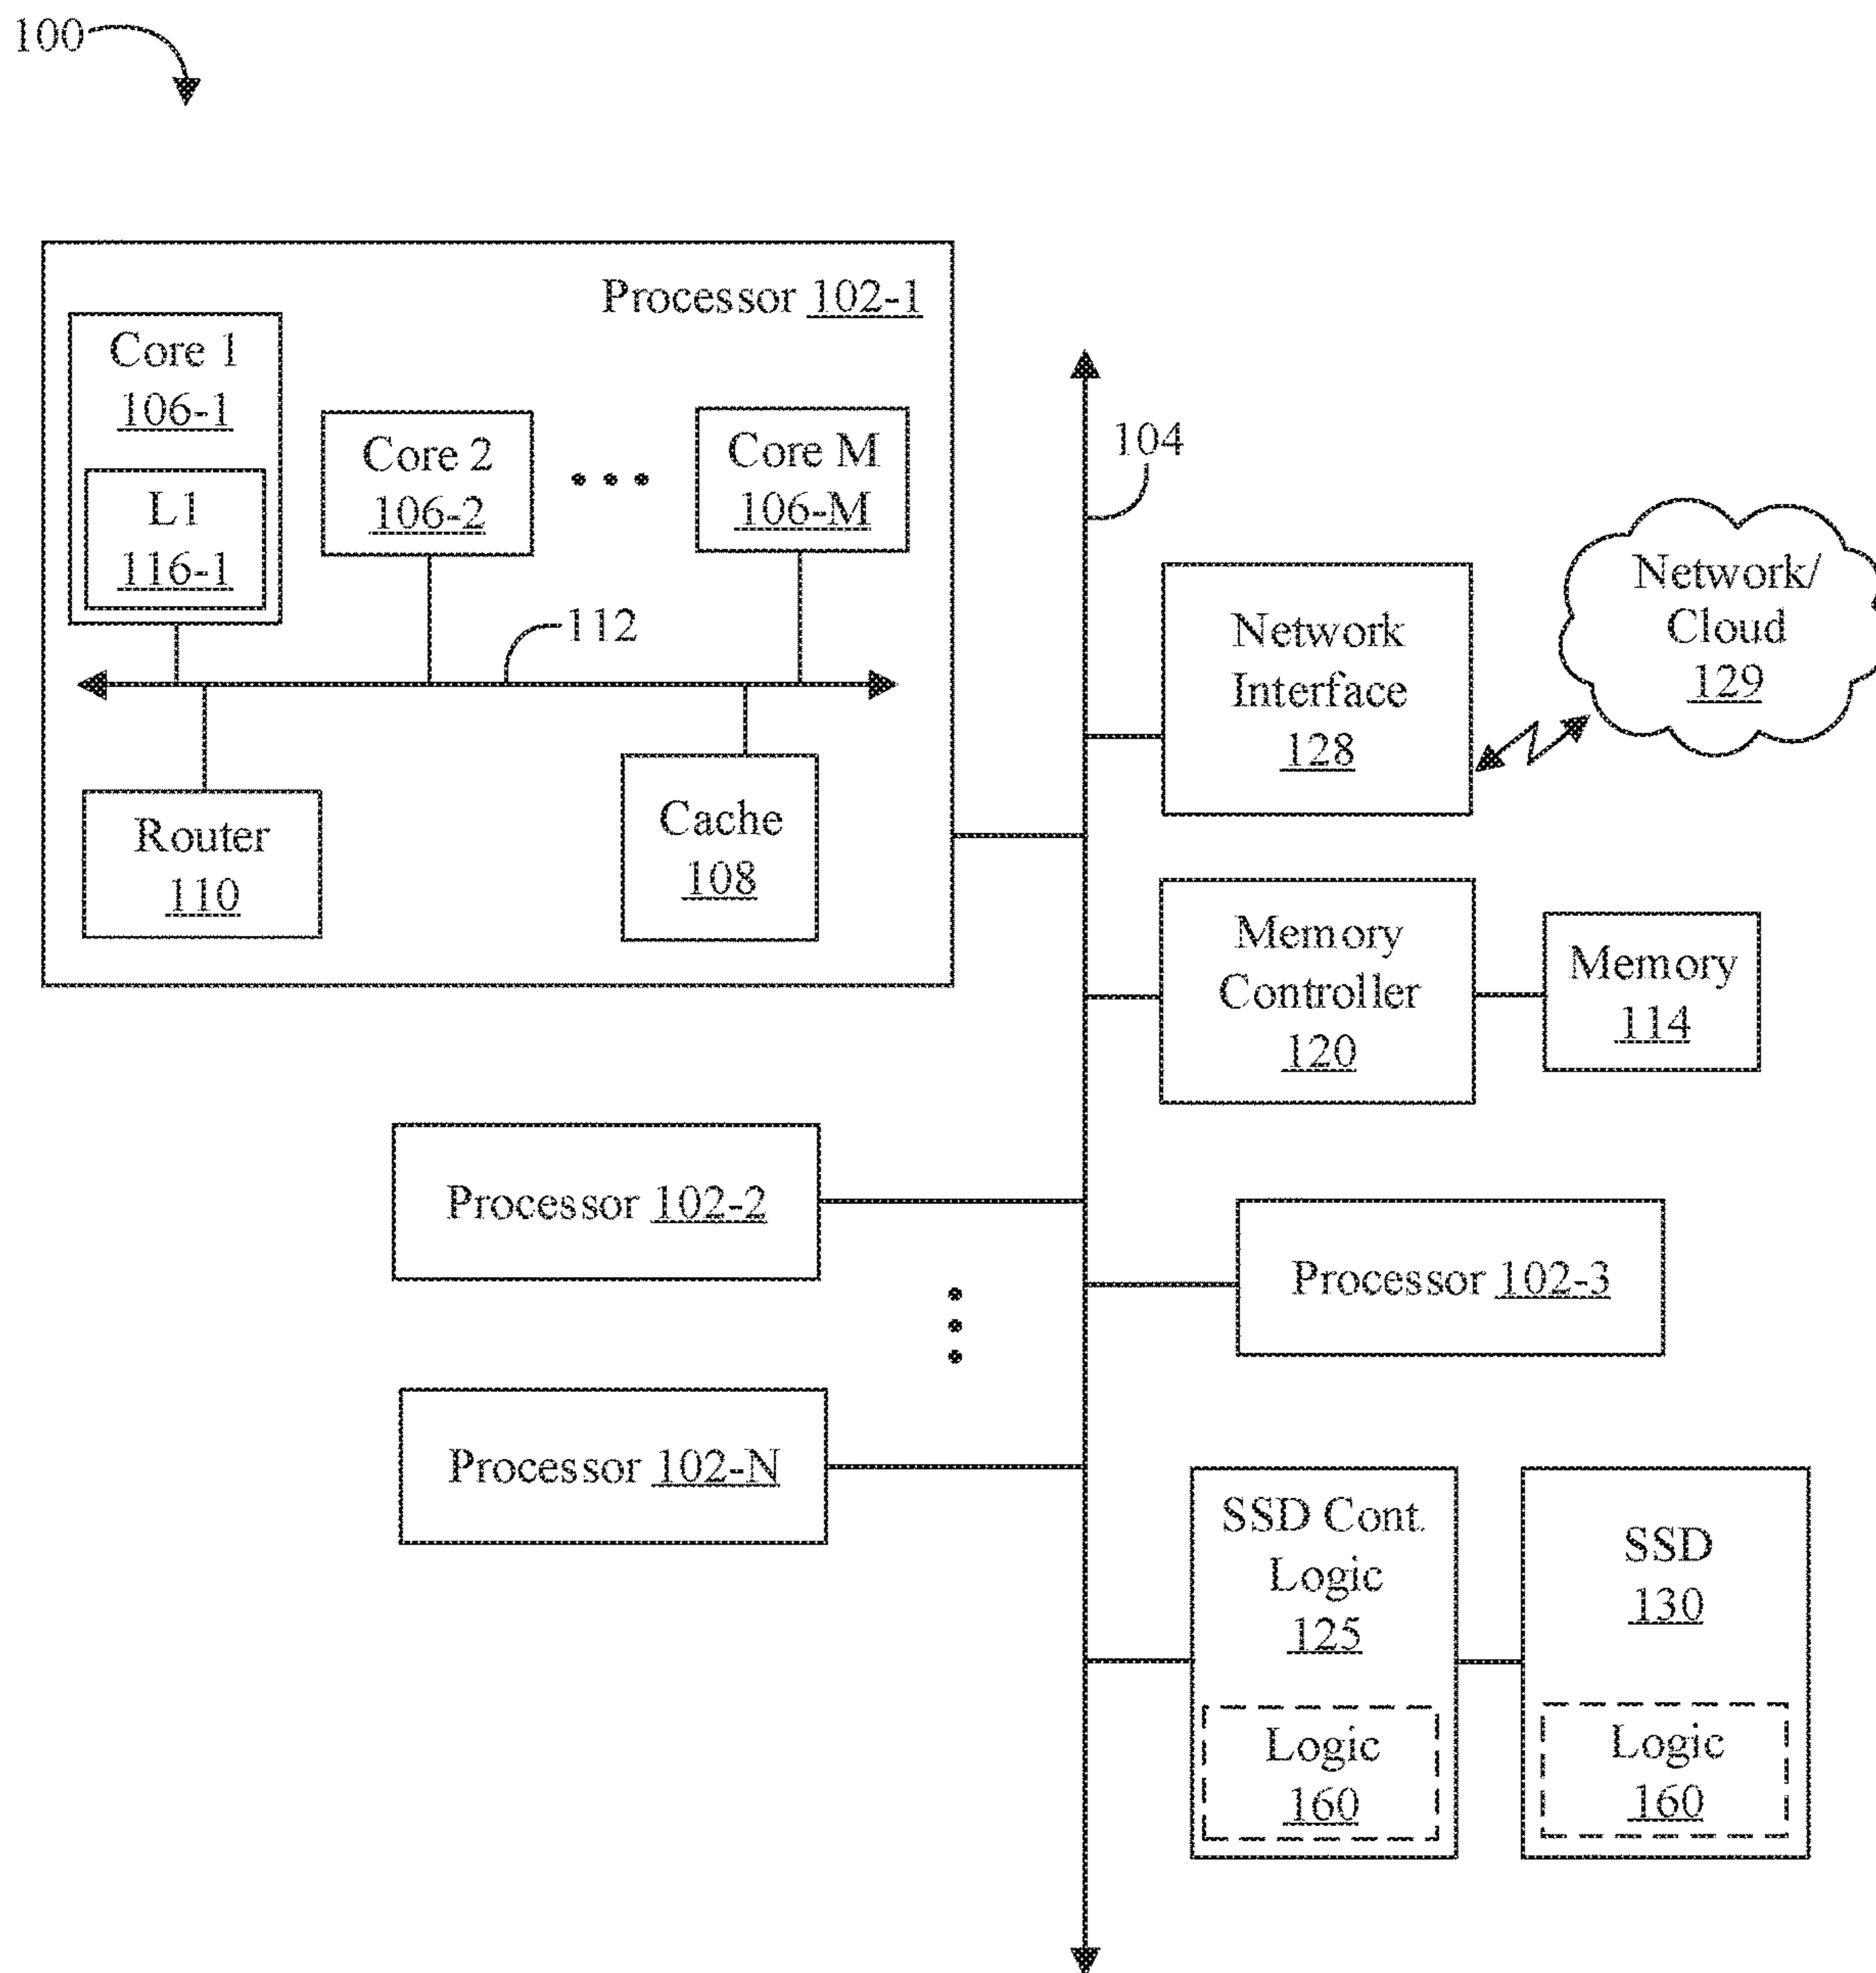 100
Processor 102-1
Core 1
106-1
L1
116-1
Core 2
106-2
Core M
106-M
112
Router
110
Cache
108
104
Network
Interface
128
Network/
Cloud
129
Memory
Controller
120
Memory
114
Processor 102-2
Processor 102-3
Processor 102-N
SSD Cont.
Logic
125
Logic
160
SSD
130
Logic
160